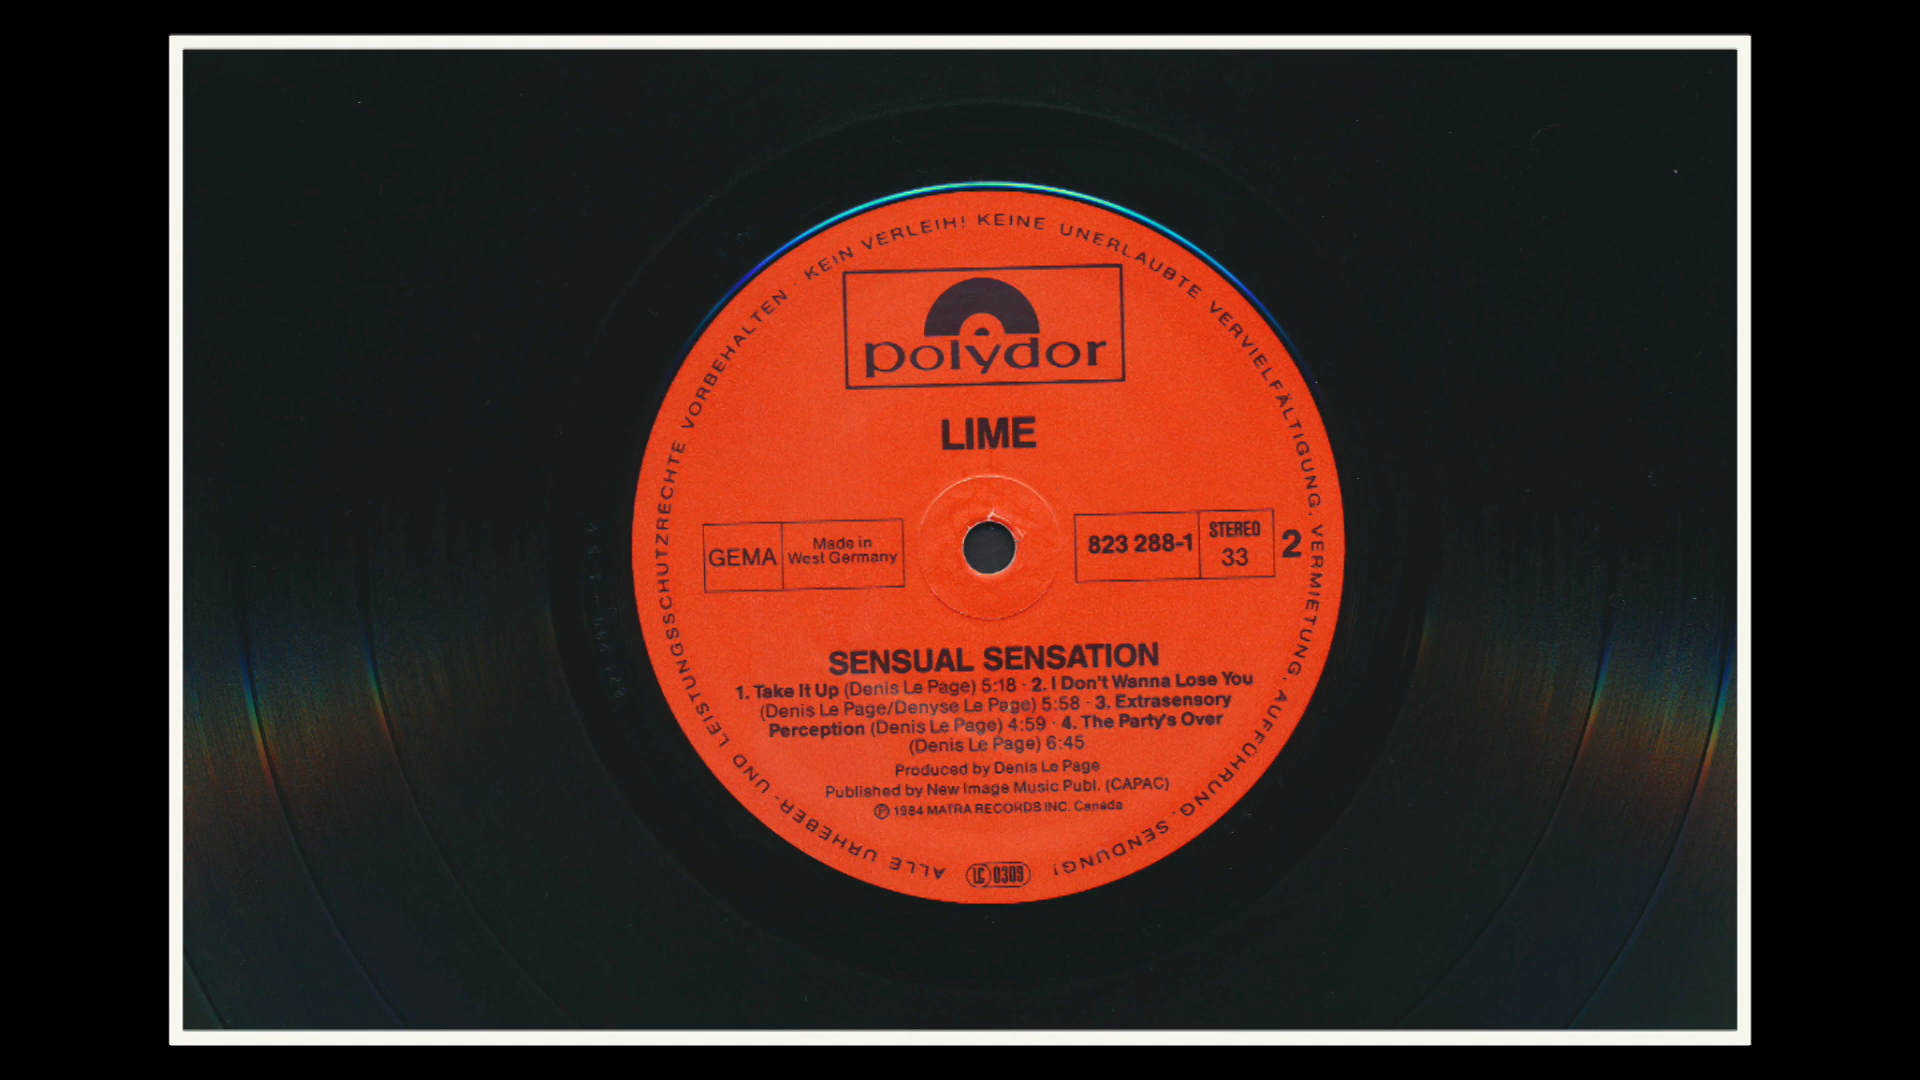 ALLE URHEBER- UND LEISTUNGSSCHUTZRECHTE VORBEHALTEN · KEIN VERLEIH! KEINE UNERLAUBTE VERVIELFÄLTIGUNG, VERMIETUNG, AUFFÜHRUNG, SENDUNG!
polydor
LIME
GEMA
Made in
West Germany
823 288-1
STEREO
33
2
SENSUAL SENSATION
1. Take It Up (Denis Le Page) 5:18 · 2. I Don't Wanna Lose You
(Denis Le Page/Denyse Le Page) 5:58 · 3. Extrasensory
Perception (Denis Le Page) 4:59 · 4. The Party's Over
(Denis Le Page) 6:45
Produced by Denis Le Page
Published by New Image Music Publ. (CAPAC)
Ⓟ 1984 MATRA RECORDS INC. Canada
LC 0309